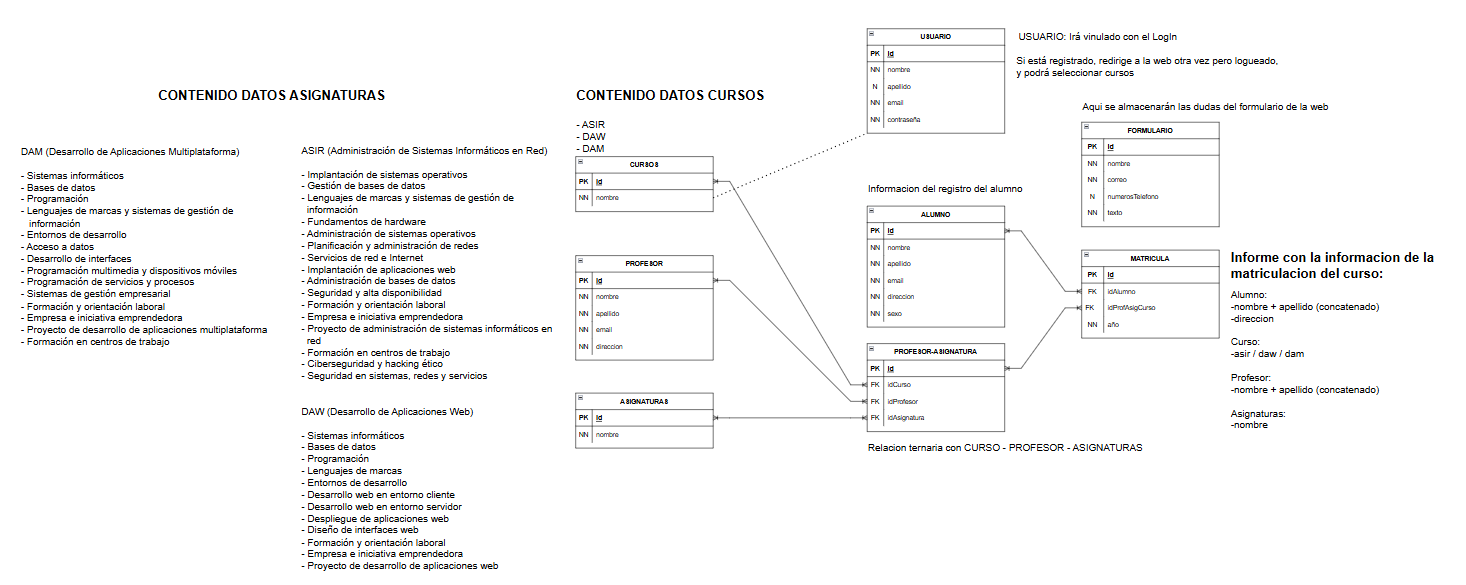 CONTENIDO DATOS ASIGNATURAS
DAM (Desarrollo de Aplicaciones Multiplataforma)
- Sistemas informáticos
- Bases de datos
- Programación
- Lenguajes de marcas y sistemas de gestión de
información
- Entornos de desarrollo
- Acceso a datos
- Desarrollo de interfaces
- Programación multimedia y dispositivos móviles
- Programación de servicios y procesos
- Sistemas de gestión empresarial
- Formación y orientación laboral
- Empresa e iniciativa emprendedora
- Proyecto de desarrollo de aplicaciones multiplataforma
- Formación en centros de trabajo
ASIR (Administración de Sistemas Informáticos en Red)
- Implantación de sistemas operativos
- Gestión de bases de datos
- Lenguajes de marcas y sistemas de gestión de
información
- Fundamentos de hardware
- Administración de sistemas operativos
- Planificación y administración de redes
- Servicios de red e Internet
- Implantación de aplicaciones web
- Administración de bases de datos
- Seguridad y alta disponibilidad
- Formación y orientación laboral
- Empresa e iniciativa emprendedora
- Proyecto de administración de sistemas informáticos en
red
- Formación en centros de trabajo
- Ciberseguridad y hacking ético
- Seguridad en sistemas, redes y servicios
DAW (Desarrollo de Aplicaciones Web)
- Sistemas informáticos
- Bases de datos
- Programación
- Lenguajes de marcas
- Entornos de desarrollo
- Desarrollo web en entorno cliente
- Desarrollo web en entorno servidor
- Despliegue de aplicaciones web
- Diseño de interfaces web
- Formación y orientación laboral
- Empresa e iniciativa emprendedora
- Proyecto de desarrollo de aplicaciones web
CONTENIDO DATOS CURSOS
- ASIR
- DAW
- DAM
CURSOS
PK Id
NN nombre
PROFESOR
PK Id
NN nombre
NN apellido
NN email
NN direccion
ASIGNATURAS
PK Id
NN nombre
USUARIO
PK Id
NN nombre
N apellido
NN email
NN contraseña
USUARIO: Irá vinulado con el LogIn
Si está registrado, redirige a la web otra vez pero logueado,
y podrá seleccionar cursos
Informacion del registro del alumno
ALUMNO
PK Id
NN nombre
NN apellido
NN email
NN direccion
NN sexo
PROFESOR-ASIGNATURA
PK Id
FK idCurso
FK idProfesor
FK idAsignatura
Relacion ternaria con CURSO - PROFESOR - ASIGNATURAS
Aqui se almacenarán las dudas del formulario de la web
FORMULARIO
PK Id
NN nombre
NN correo
N numerosTelefono
NN texto
MATRICULA
PK Id
FK idAlumno
FK idProfAsigCurso
NN año
Informe con la informacion de la
matriculacion del curso:
Alumno:
-nombre + apellido (concatenado)
-direccion
Curso:
-asir / daw / dam
Profesor:
-nombre + apellido (concatenado)
Asignaturas:
-nombre